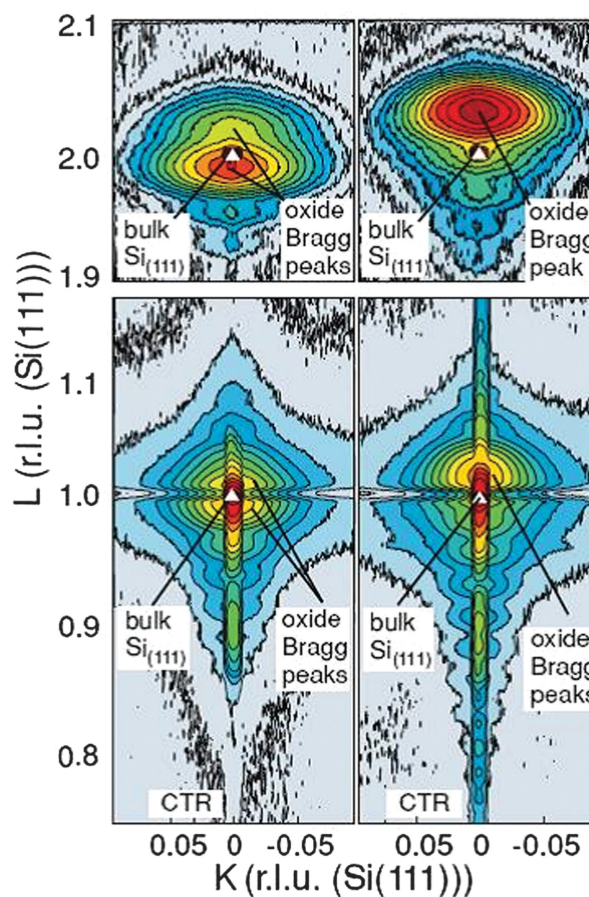 2.1
2.0
1.9
bulk
Si(111)
oxide
Bragg
peaks
bulk
Si(111)
oxide
Bragg
peak
L (r.l.u. (Si(111)))
1.1
1.0
0.9
0.8
bulk
Si(111)
oxide
Bragg
peaks
CTR
bulk
Si(111)
oxide
Bragg
peaks
CTR
0.05 0 -0.05
0.05 0 -0.05
K (r.l.u. (Si(111)))